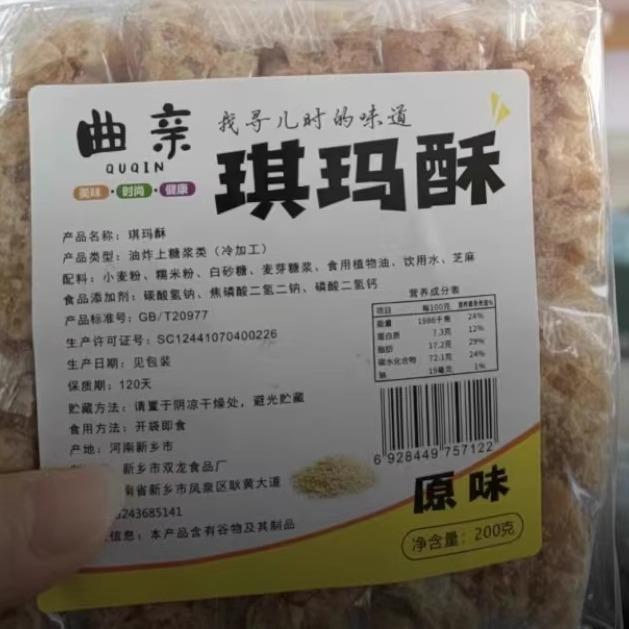 曲亲
QUQIN
美味·时尚·健康
找寻儿时的味道
琪玛酥
产品名称：琪玛酥
产品类型：油炸上糖浆类（冷加工）
配料：小麦粉、糯米粉、白砂糖、麦芽糖浆、食用植物油、饮用水、芝麻
食品添加剂：碳酸氢钠、焦磷酸二氢二钠、磷酸二氢钙
产品标准号：GB/T20977
生产许可证号：SC12441070400226
生产日期：见包装
保质期：120天
贮藏方法：请置于阴凉干燥处，避光贮藏
食用方法：开袋即食
产地：河南新乡市
新乡市双龙食品厂
南省新乡市凤泉区耿黄大道
243685141
信息：本产品含有谷物及其制品
营养成分表
项目 每100克 营养素参考值%
能量 1986千焦 24%
蛋白质 7.3克 12%
脂肪 17.2克 29%
碳水化合物 72.1克 24%
钠 19毫克 1%
6 928449 757122
原味
净含量：200克